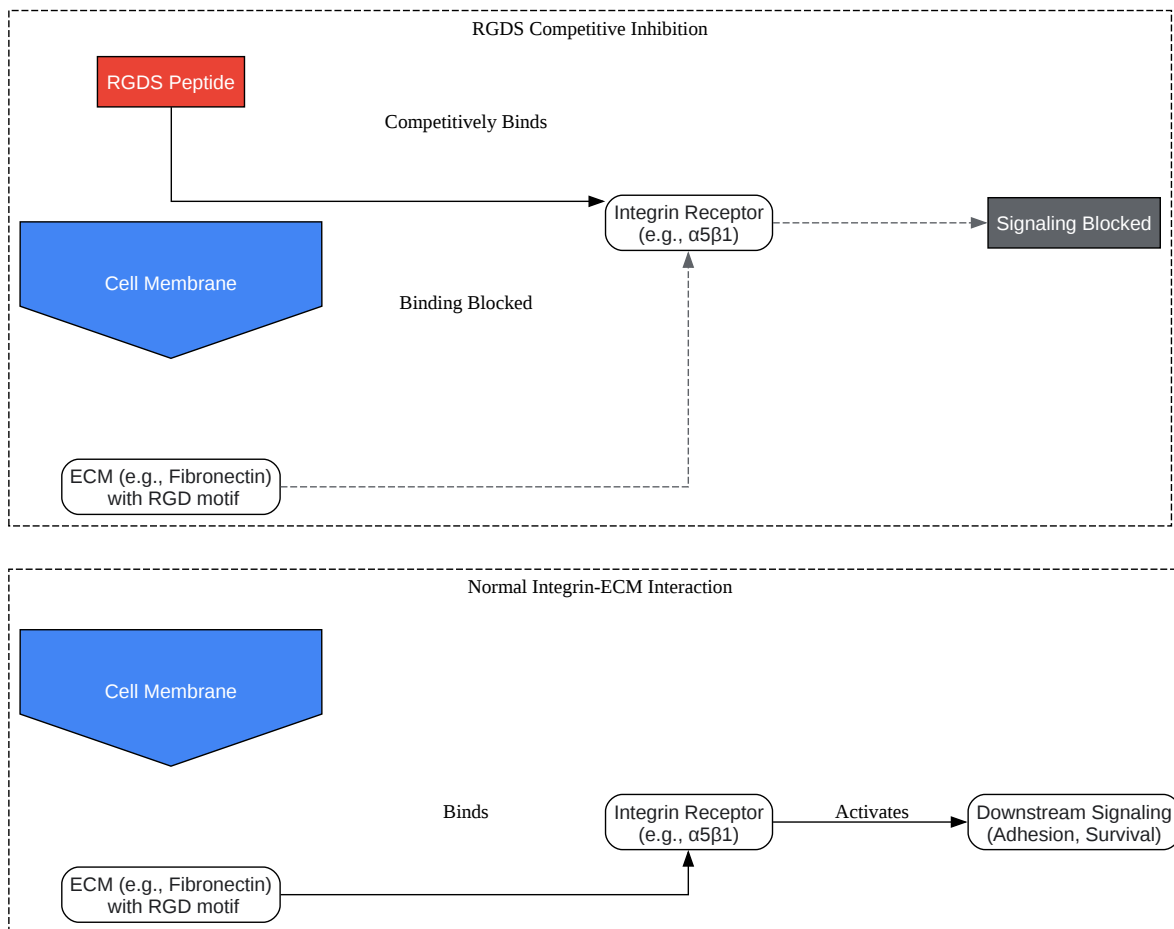 RGDS Competitive Inhibition
RGDS Peptide
Competitively Binds
Integrin Receptor
(e.g., α5β1)
Signaling Blocked
Cell Membrane
Binding Blocked
ECM (e.g., Fibronectin)
with RGD motif
Normal Integrin-ECM Interaction
Cell Membrane
Binds
Integrin Receptor
(e.g., α5β1)
Activates
Downstream Signaling
(Adhesion, Survival)
ECM (e.g., Fibronectin)
with RGD motif